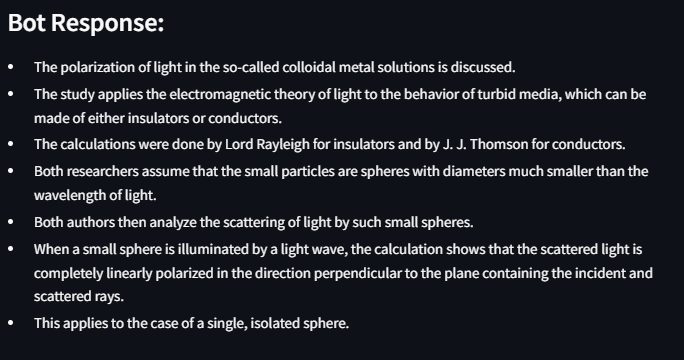 Bot Response:
• The polarization of light in the so-called colloidal metal solutions is discussed.
• The study applies the electromagnetic theory of light to the behavior of turbid media, which can be
made of either insulators or conductors.
• The calculations were done by Lord Rayleigh for insulators and by J. J. Thomson for conductors.
• Both researchers assume that the small particles are spheres with diameters much smaller than the
wavelength of light.
• Both authors then analyze the scattering of light by such small spheres.
• When a small sphere is illuminated by a light wave, the calculation shows that the scattered light is
completely linearly polarized in the direction perpendicular to the plane containing the incident and
scattered rays.
• This applies to the case of a single, isolated sphere.